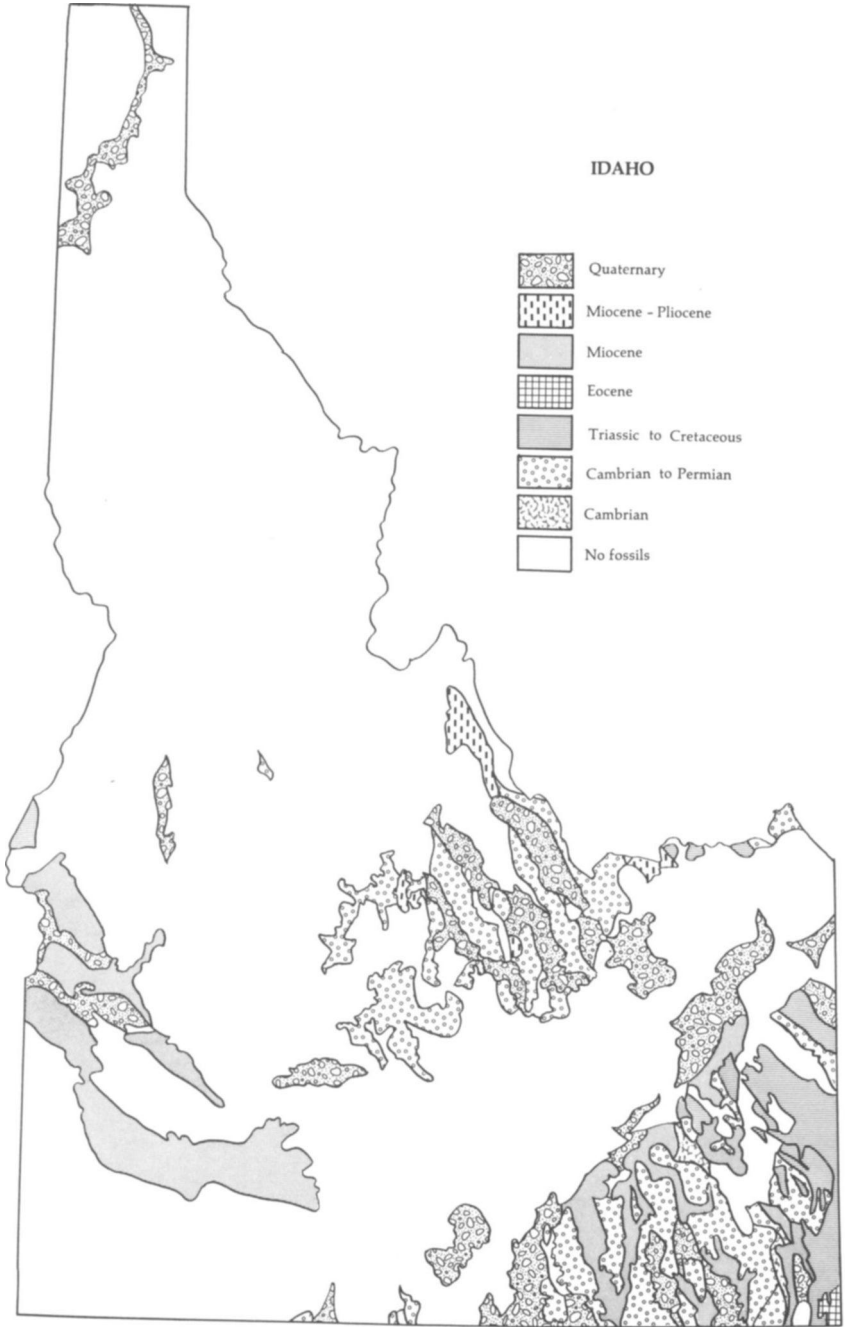 IDAHO
Quaternary
Miocene - Pliocene
Miocene
Eocene
Triassic to Cretaceous
Cambrian to Permian
Cambrian
No fossils